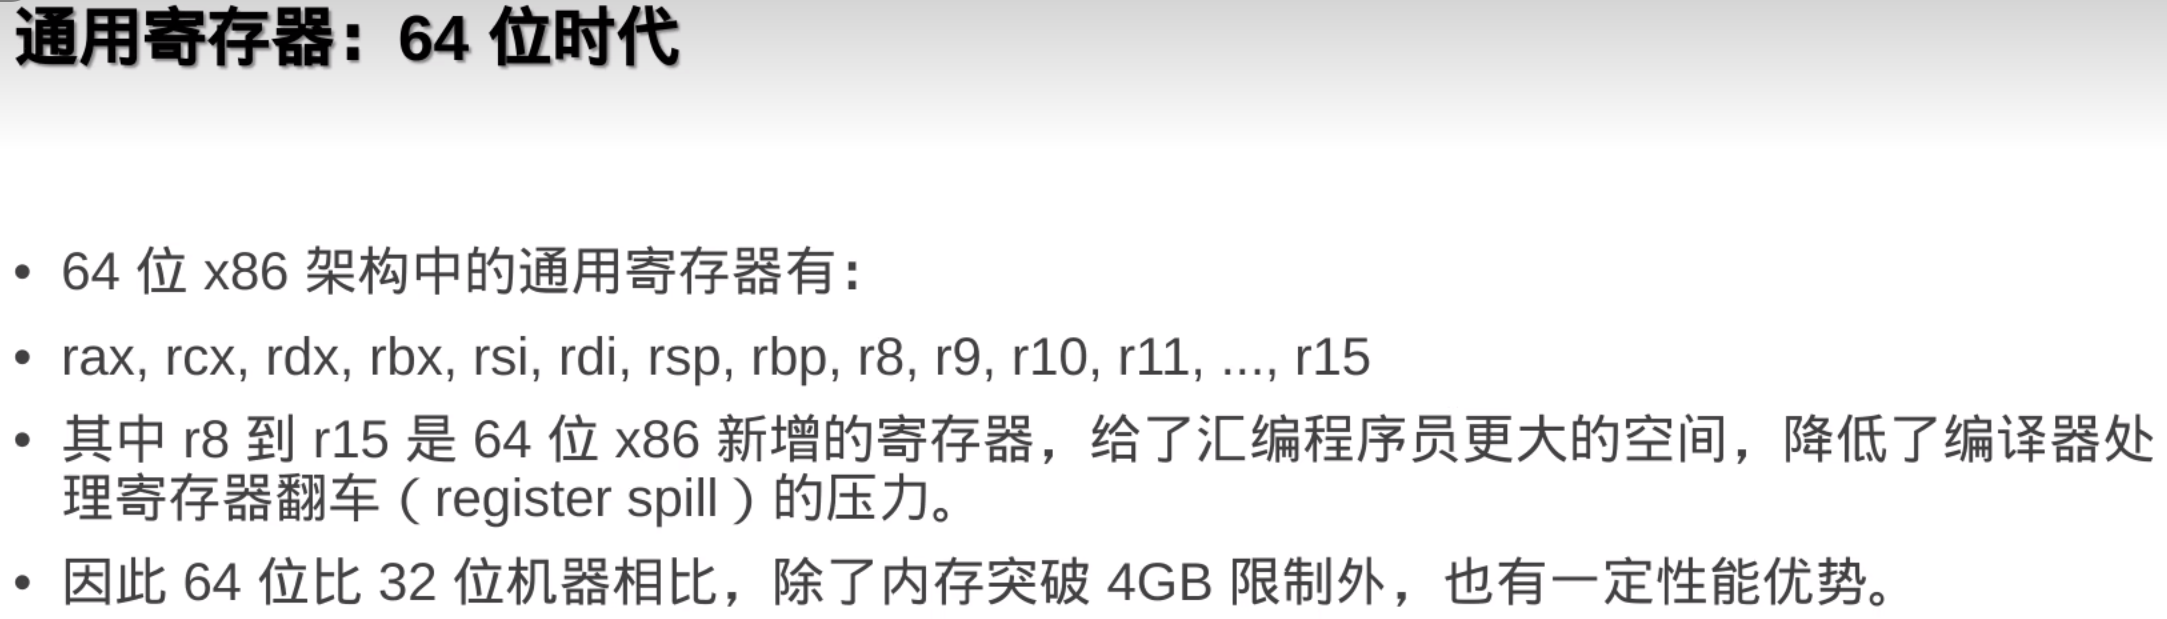 通用寄存器：64 位时代
• 64 位 x86 架构中的通用寄存器有：
• rax, rcx, rdx, rbx, rsi, rdi, rsp, rbp, r8, r9, r10, r11, ..., r15
• 其中 r8 到 r15 是 64 位 x86 新增的寄存器，给了汇编程序员更大的空间，降低了编译器处
理寄存器翻车（register spill）的压力。
• 因此 64 位比 32 位机器相比，除了内存突破 4GB 限制外，也有一定性能优势。